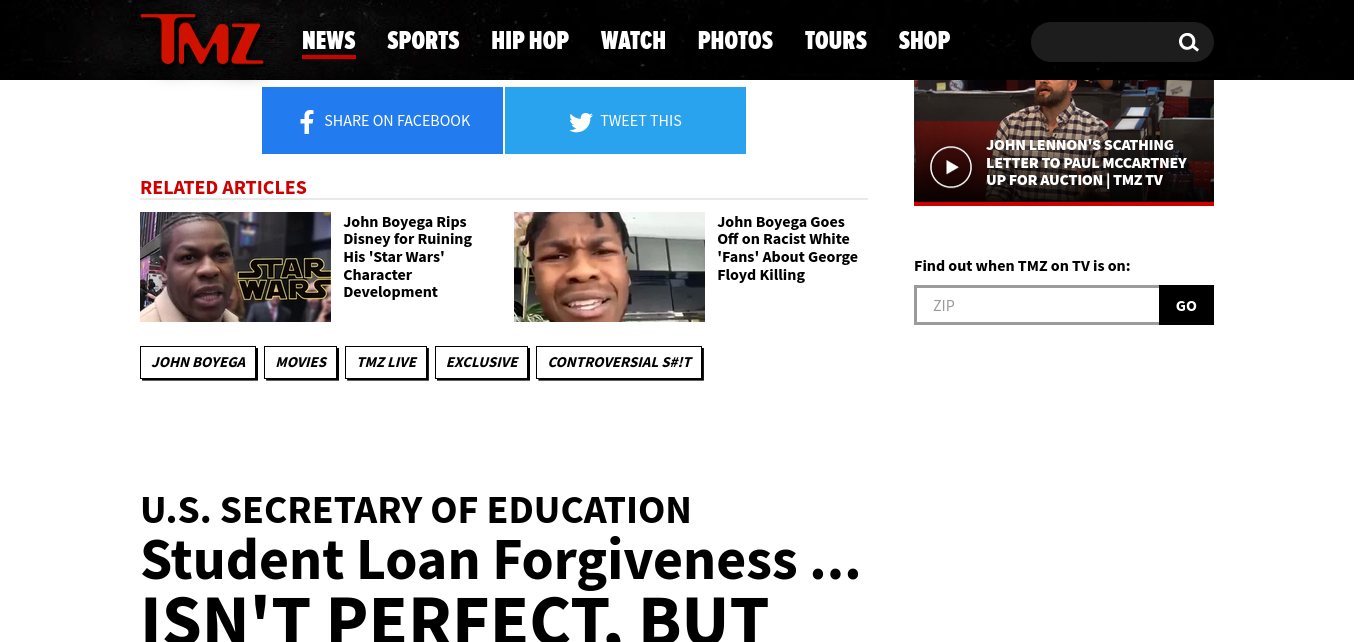 TMZ
NEWS SPORTS HIP HOP WATCH PHOTOS TOURS SHOP
SHARE ON FACEBOOK
TWEET THIS
RELATED ARTICLES
STAR
WARS
John Boyega Rips
Disney for Ruining
His 'Star Wars'
Character
Development
John Boyega Goes
Off on Racist White
'Fans' About George
Floyd Killing
JOHN BOYEGA
MOVIES
TMZ LIVE
EXCLUSIVE
CONTROVERSIAL S#!T
U.S. SECRETARY OF EDUCATION
Student Loan Forgiveness ...
ISN'T PERFECT, BUT
JOHN LENNON'S SCATHING
LETTER TO PAUL MCCARTNEY
UP FOR AUCTION | TMZ TV
Find out when TMZ on TV is on:
ZIP
GO